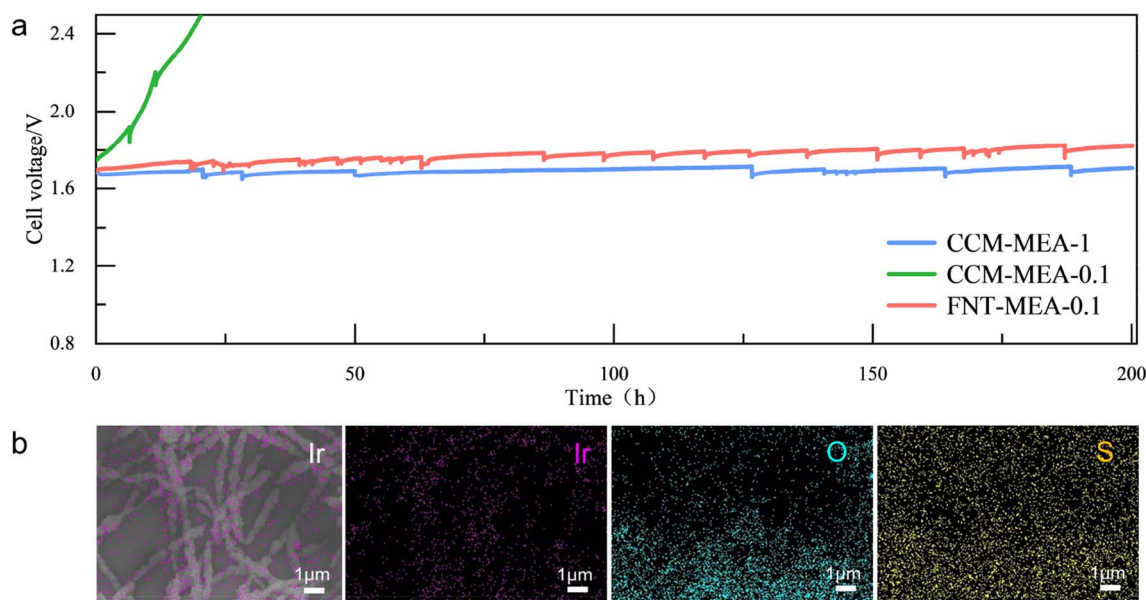 a
2.4
2.0
1.6
1.2
0.8
Cell voltage/V
CCM-MEA-1
CCM-MEA-0.1
FNT-MEA-0.1
0 50 100 150 200
Time（h）
b
Ir Ir O S
1μm 1μm 1μm 1μm